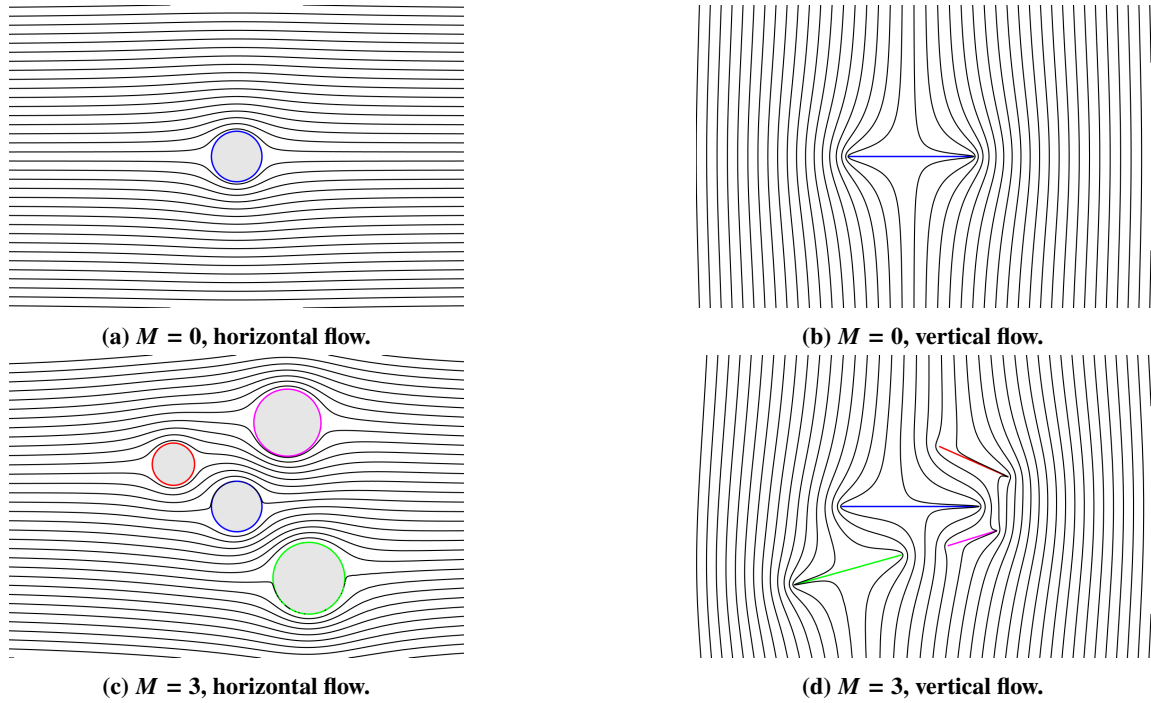 (a) M = 0, horizontal flow.
(b) M = 0, vertical flow.
(c) M = 3, horizontal flow.
(d) M = 3, vertical flow.